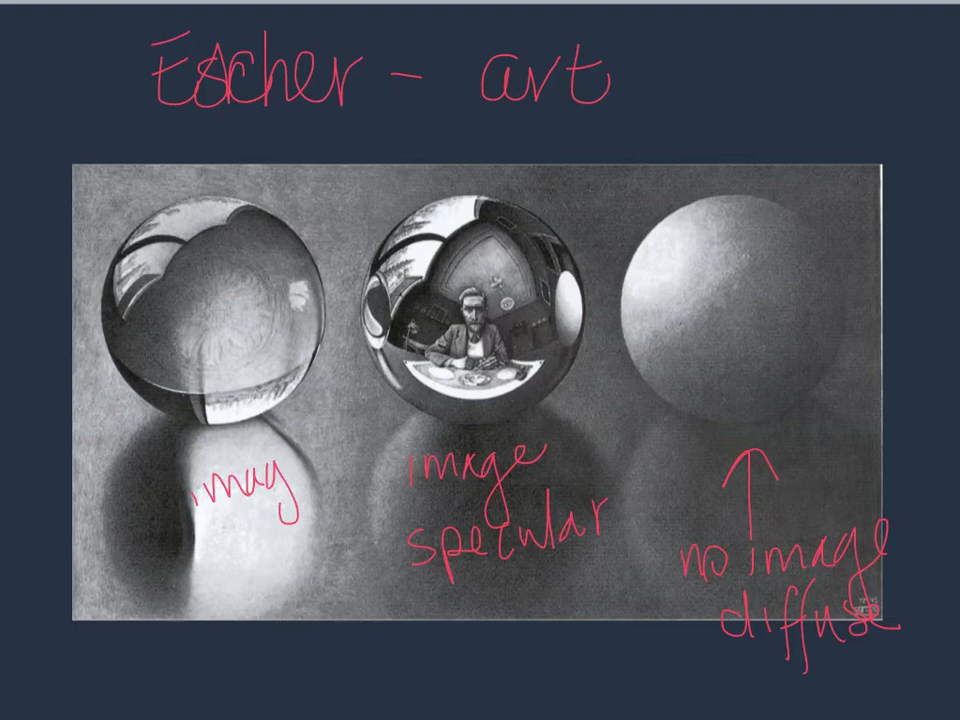 Escher - art
imag
image
specular
no image
diffuse